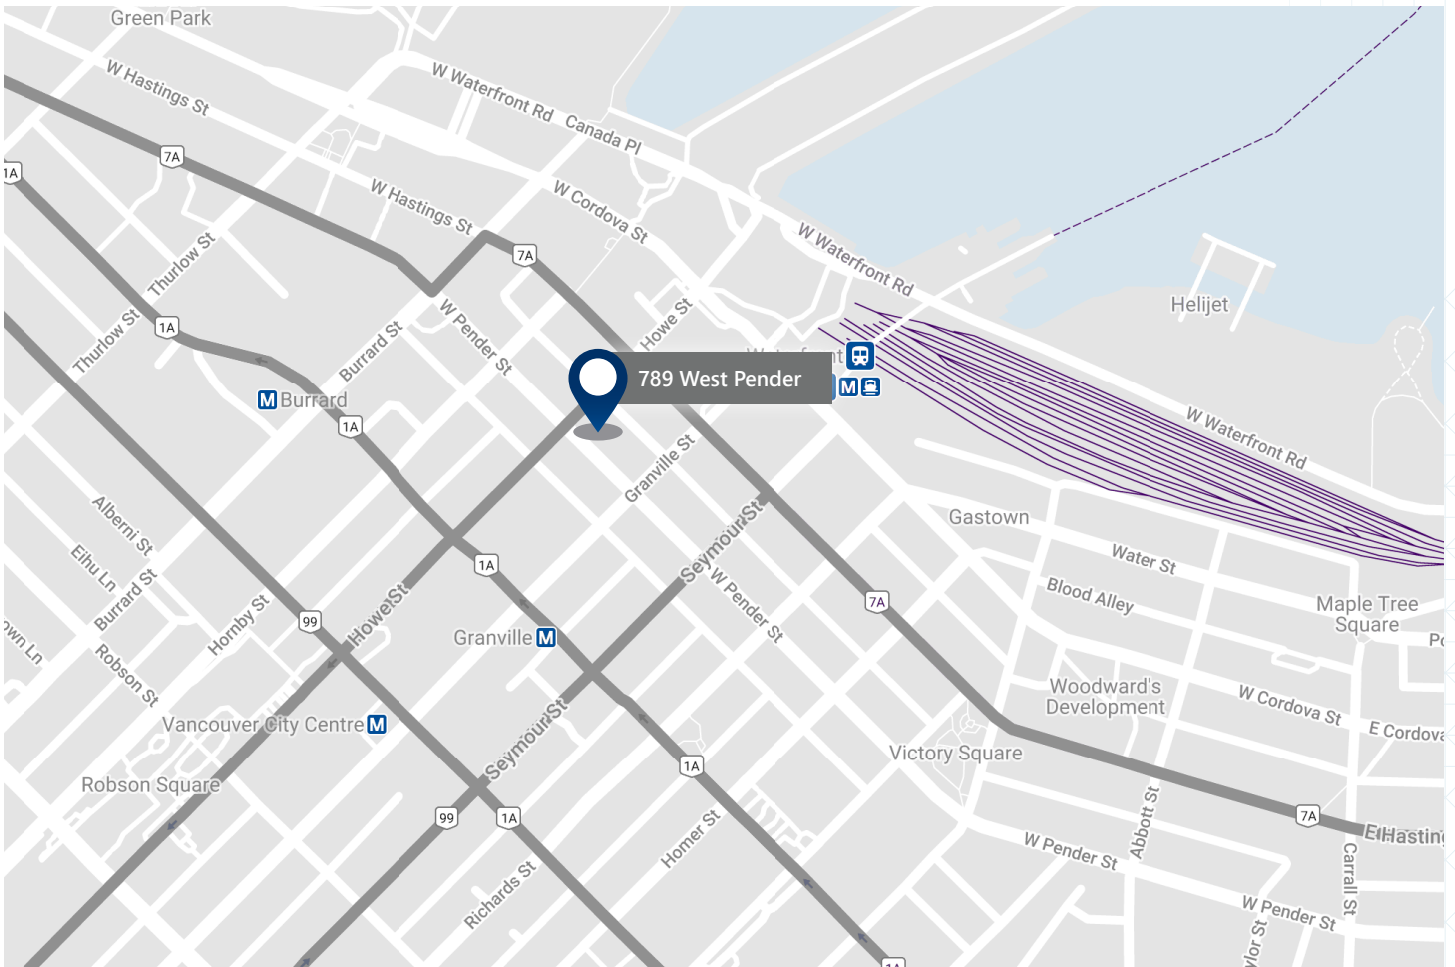 Green Park
W Hastings St
W Waterfront Rd
Canada Pl
7A
1A
W Hastings St
W Cordova St
Thurlow St
7A
W Waterfront Rd
Helijet
Thurlow St
1A
Burrard St
W Pender St
Howe St
789 West Pender
M
M Burrard
1A
W Waterfront Rd
Granville St
Alberni St
Gastown
Seymour St
Water St
Eihu Ln
1A
W Pender St
Burrard St
Blood Alley
7A
Maple Tree
Square
Howe St
Hornby St
99
Granville M
Ln
Robson St
Woodward's
Development
W Cordova St
Vancouver City Centre M
Seymour St
E Cordova
Victory Square
1A
Robson Square
99
1A
Homer St
Abbott St
7A
E Hasting
W Pender St
Carrall St
Richards St
W Pender St
St
1A